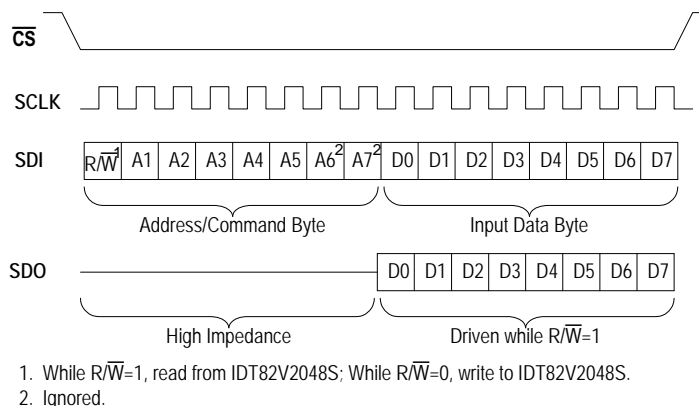 C̅S̅
SCLK
SDI R/W̅¹ A1 A2 A3 A4 A5 A6² A7² D0 D1 D2 D3 D4 D5 D6 D7
Address/Command Byte Input Data Byte
SDO D0 D1 D2 D3 D4 D5 D6 D7
High Impedance Driven while R/W̅=1
1. While R/W̅=1, read from IDT82V2048S; While R/W̅=0, write to IDT82V2048S.
2. Ignored.